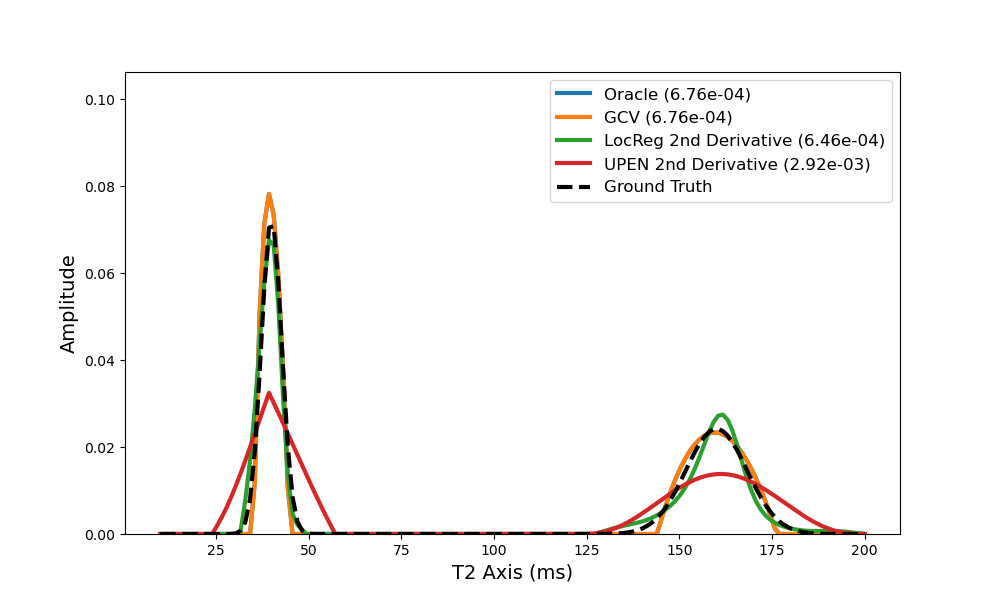 Oracle (6.76e-04)
GCV (6.76e-04)
LocReg 2nd Derivative (6.46e-04)
UPEN 2nd Derivative (2.92e-03)
Ground Truth
Amplitude
0.10
0.08
0.06
0.04
0.02
0.00
25 50 75 100 125 150 175 200
T2 Axis (ms)